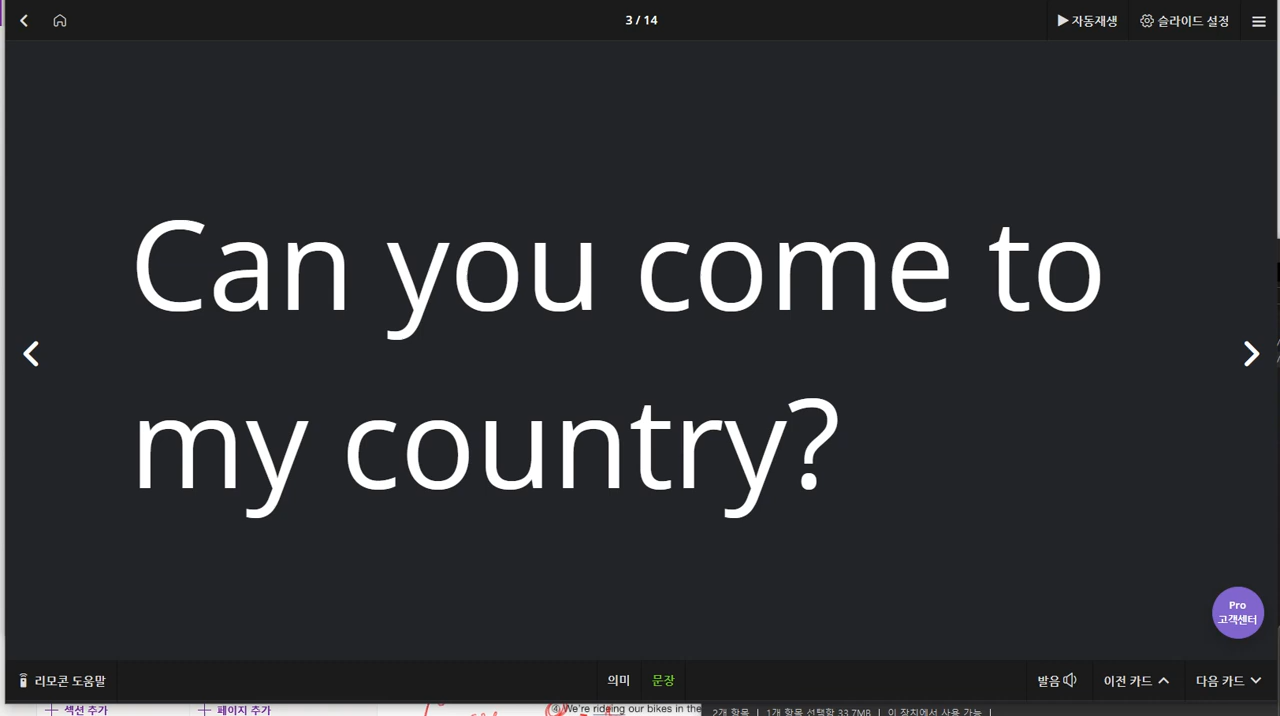 3 / 14
자동재생
슬라이드 설정
Can you come to
my country?
Pro
고객센터
리모콘 도움말
의미
문장
발음
이전 카드
다음 카드
섹션 추가
페이지 추가
④ We're rideing our bikes in the
2개 항목 | 1개 항목 선택함 33.7MB | 이 장치에서 사용 가능 |